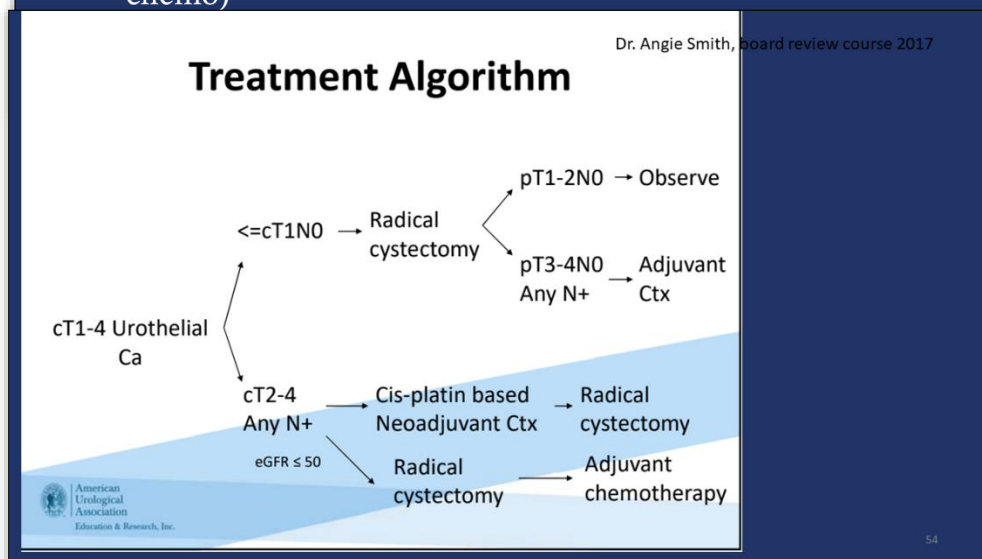 chemo)
Dr. Angie Smith, board review course 2017
Treatment Algorithm
pT1-2N0 → Observe
<=cT1N0 → Radical
cystectomy
pT3-4N0 → Adjuvant
Any N+ Ctx
cT1-4 Urothelial
Ca
cT2-4 → Cis-platin based → Radical
Any N+ Neoadjuvant Ctx cystectomy
eGFR ≤ 50
Radical → Adjuvant
cystectomy chemotherapy
American
Urological
Association
Education & Research, Inc.
54